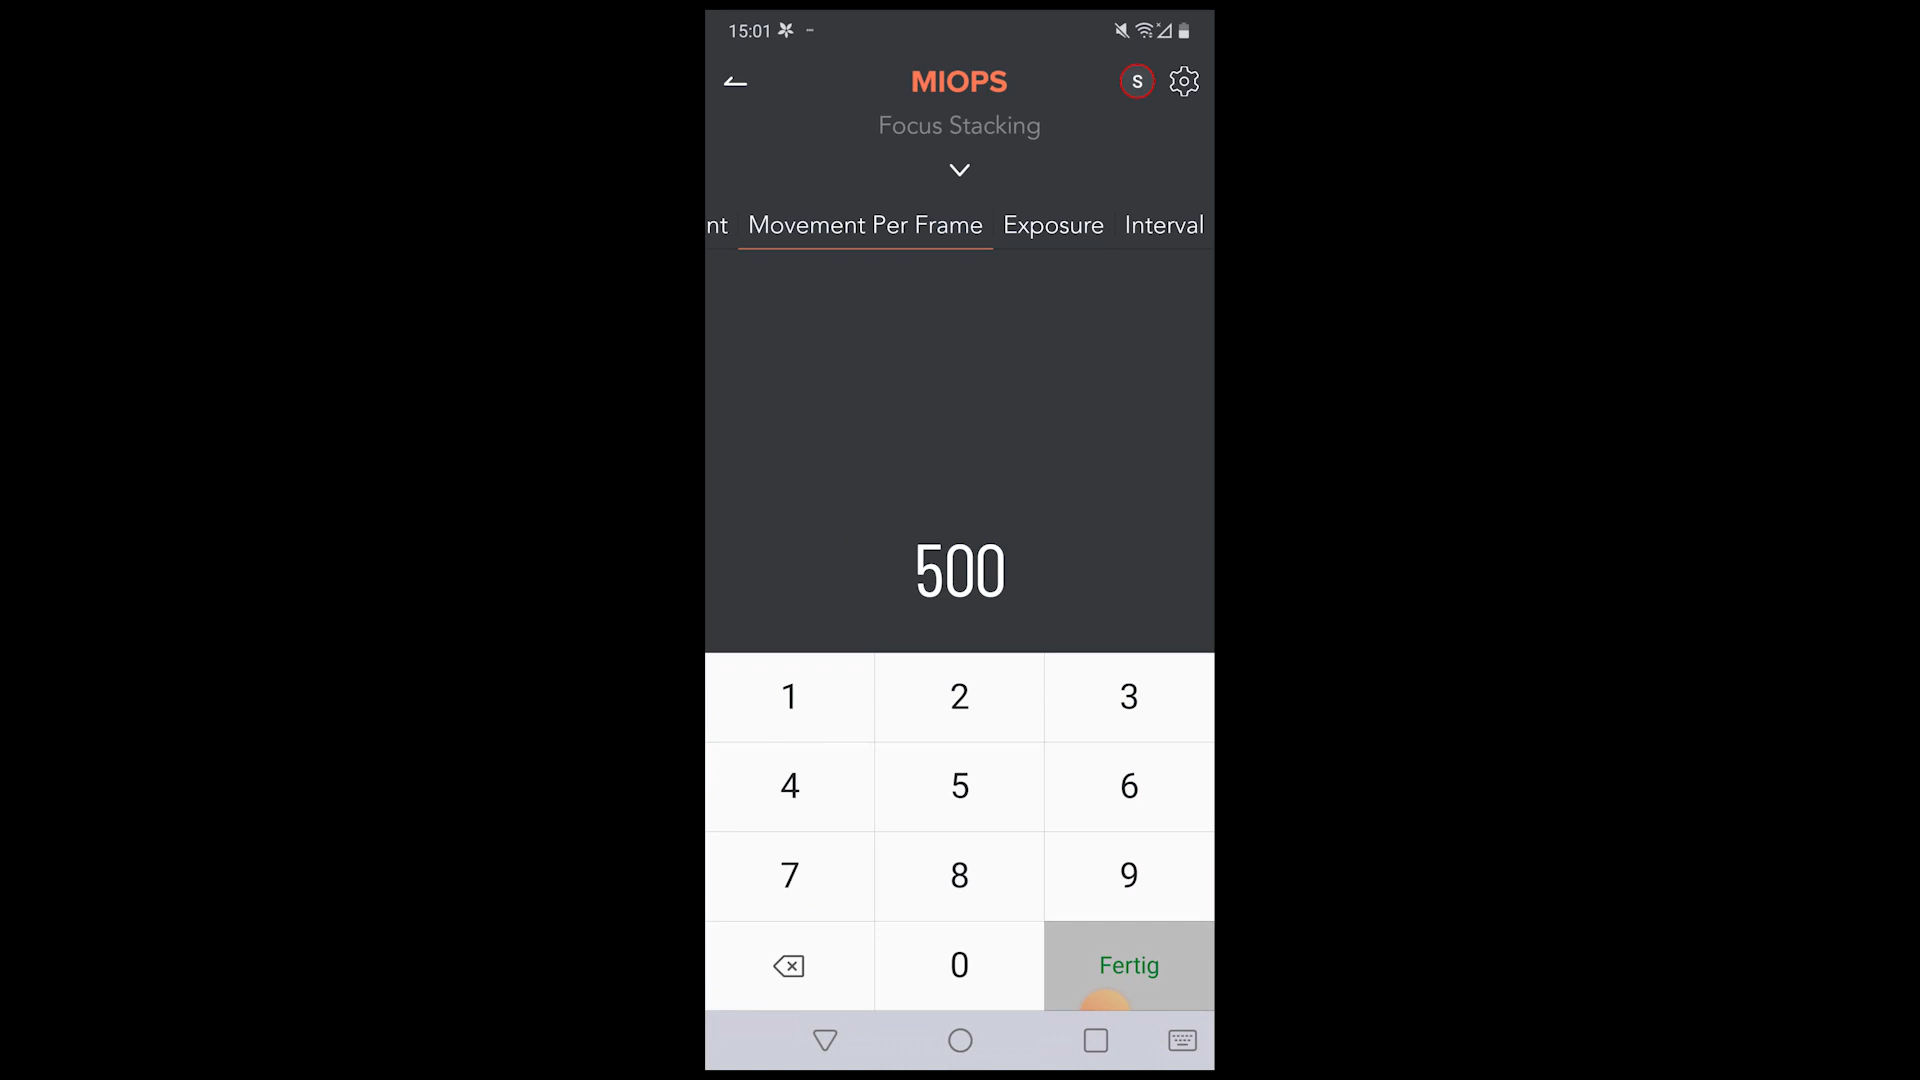 15:01
MIOPS
S
Focus Stacking
nt Movement Per Frame Exposure Interval
500
1 2 3
4 5 6
7 8 9
0 Fertig